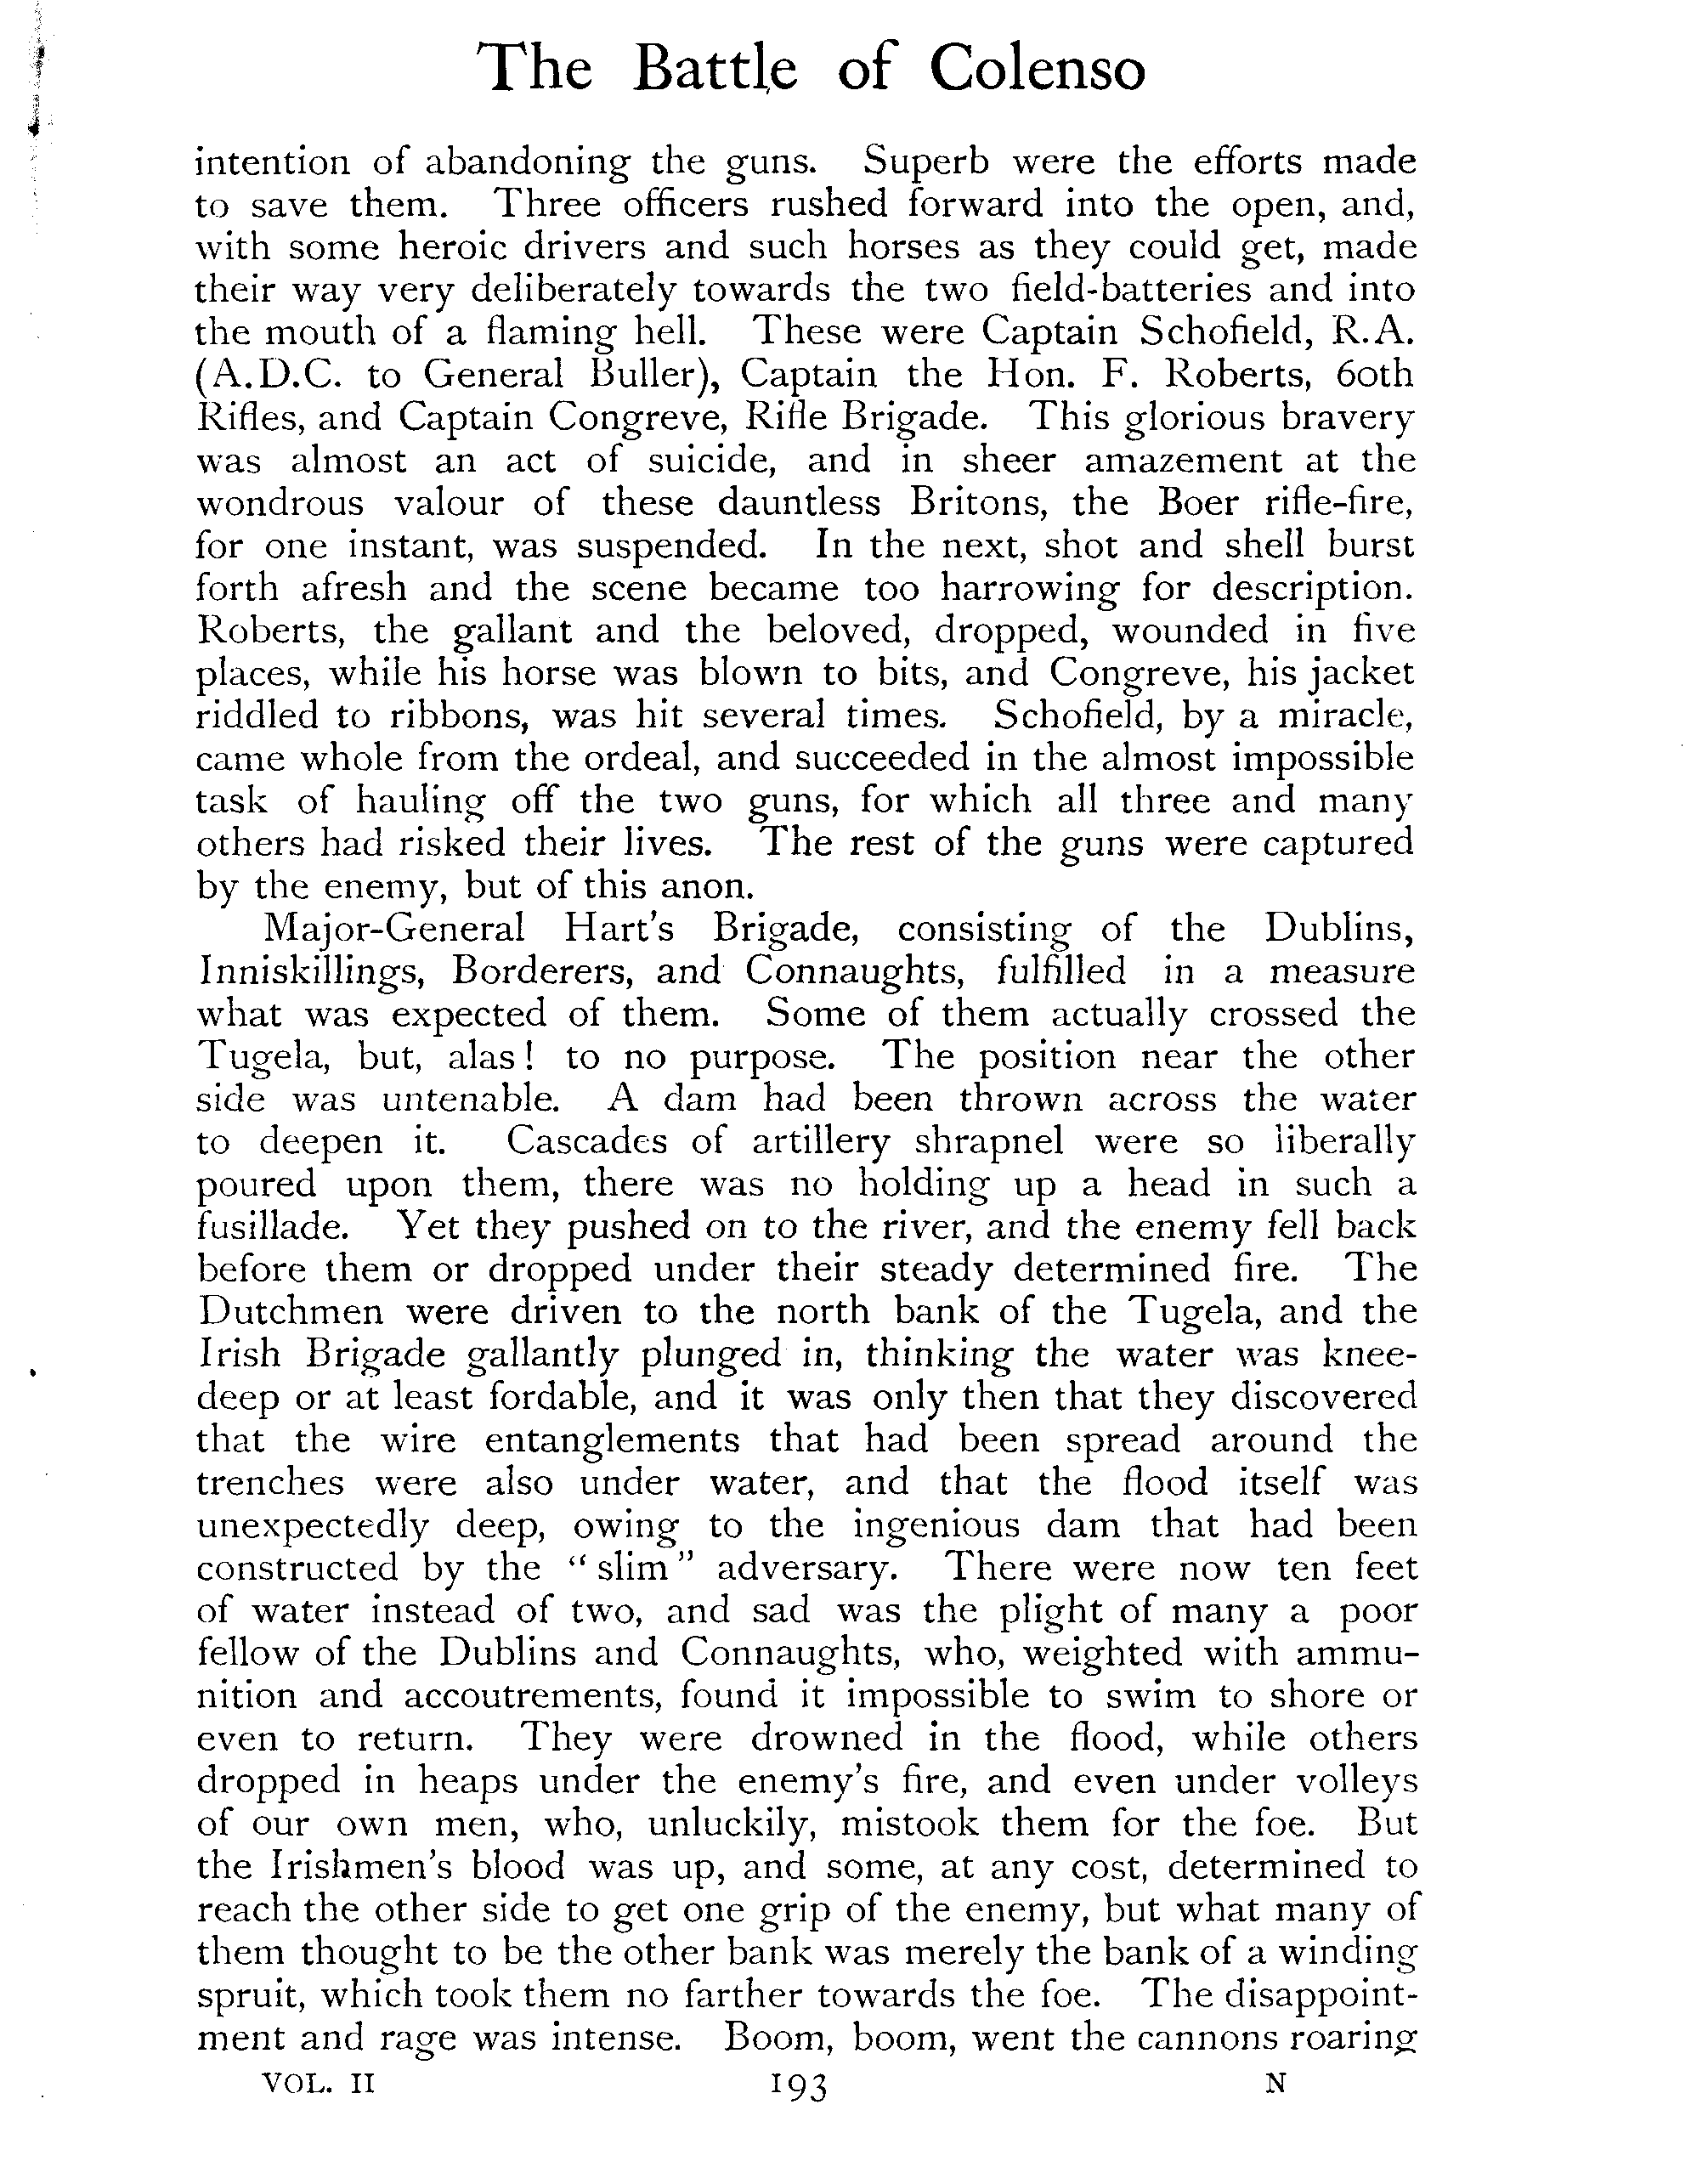 The Battle of Colenso
intention of abandoning the guns. Superb were the efforts made
to save them. Three officers rushed forward into the open, and,
with some heroic drivers and such horses as they could get, made
their way very deliberately towards the two field-batteries and into
the mouth of a flaming hell. These were Captain Schofield, R.A.
(A.D.C. to General Buller), Captain the Hon. F. Roberts, 60th
Rifles, and Captain Congreve, Rifle Brigade. This glorious bravery
was almost an act of suicide, and in sheer amazement at the
wondrous valour of these dauntless Britons, the Boer rifle-fire,
for one instant, was suspended. In the next, shot and shell burst
forth afresh and the scene became too harrowing for description.
Roberts, the gallant and the beloved, dropped, wounded in five
places, while his horse was blown to bits, and Congreve, his jacket
riddled to ribbons, was hit several times. Schofield, by a miracle,
came whole from the ordeal, and succeeded in the almost impossible
task of hauling off the two guns, for which all three and many
others had risked their lives. The rest of the guns were captured
by the enemy, but of this anon.
Major-General Hart's Brigade, consisting of the Dublins,
Inniskillings, Borderers, and Connaughts, fulfilled in a measure
what was expected of them. Some of them actually crossed the
Tugela, but, alas! to no purpose. The position near the other
side was untenable. A dam had been thrown across the water
to deepen it. Cascades of artillery shrapnel were so liberally
poured upon them, there was no holding up a head in such a
fusillade. Yet they pushed on to the river, and the enemy fell back
before them or dropped under their steady determined fire. The
Dutchmen were driven to the north bank of the Tugela, and the
Irish Brigade gallantly plunged in, thinking the water was knee-
deep or at least fordable, and it was only then that they discovered
that the wire entanglements that had been spread around the
trenches were also under water, and that the flood itself was
unexpectedly deep, owing to the ingenious dam that had been
constructed by the "slim" adversary. There were now ten feet
of water instead of two, and sad was the plight of many a poor
fellow of the Dublins and Connaughts, who, weighted with ammu-
nition and accoutrements, found it impossible to swim to shore or
even to return. They were drowned in the flood, while others
dropped in heaps under the enemy's fire, and even under volleys
of our own men, who, unluckily, mistook them for the foe. But
the Irishmen's blood was up, and some, at any cost, determined to
reach the other side to get one grip of the enemy, but what many of
them thought to be the other bank was merely the bank of a winding
spruit, which took them no farther towards the foe. The disappoint-
ment and rage was intense. Boom, boom, went the cannons roaring
VOL. II 193 N